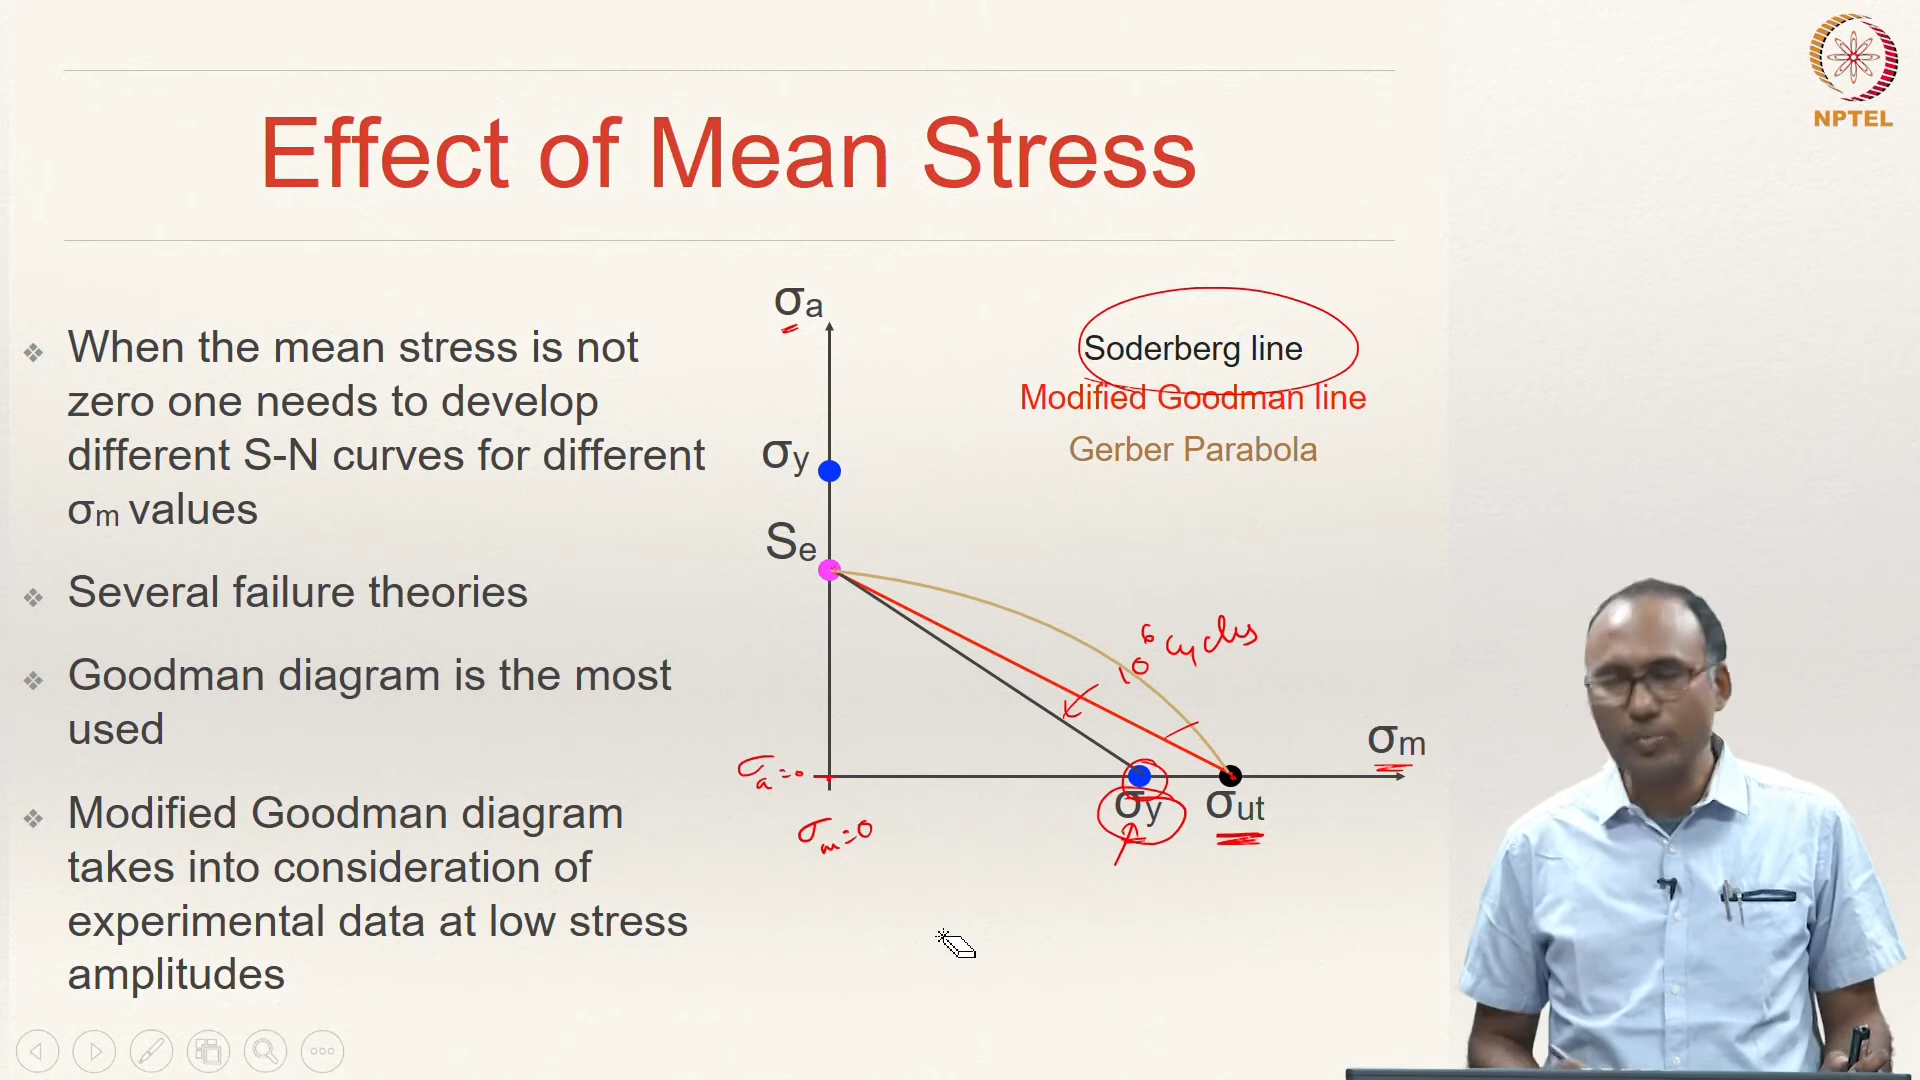 NPTEL
Effect of Mean Stress
❖ When the mean stress is not
zero one needs to develop
different S-N curves for different
σm values
❖ Several failure theories
❖ Goodman diagram is the most
used
❖ Modified Goodman diagram
takes into consideration of
experimental data at low stress
amplitudes
σa
Soderberg line
Modified Goodman line
Gerber Parabola
σy
Se
10⁶ cycles
σm
σa=0
σy
σut
σm=0